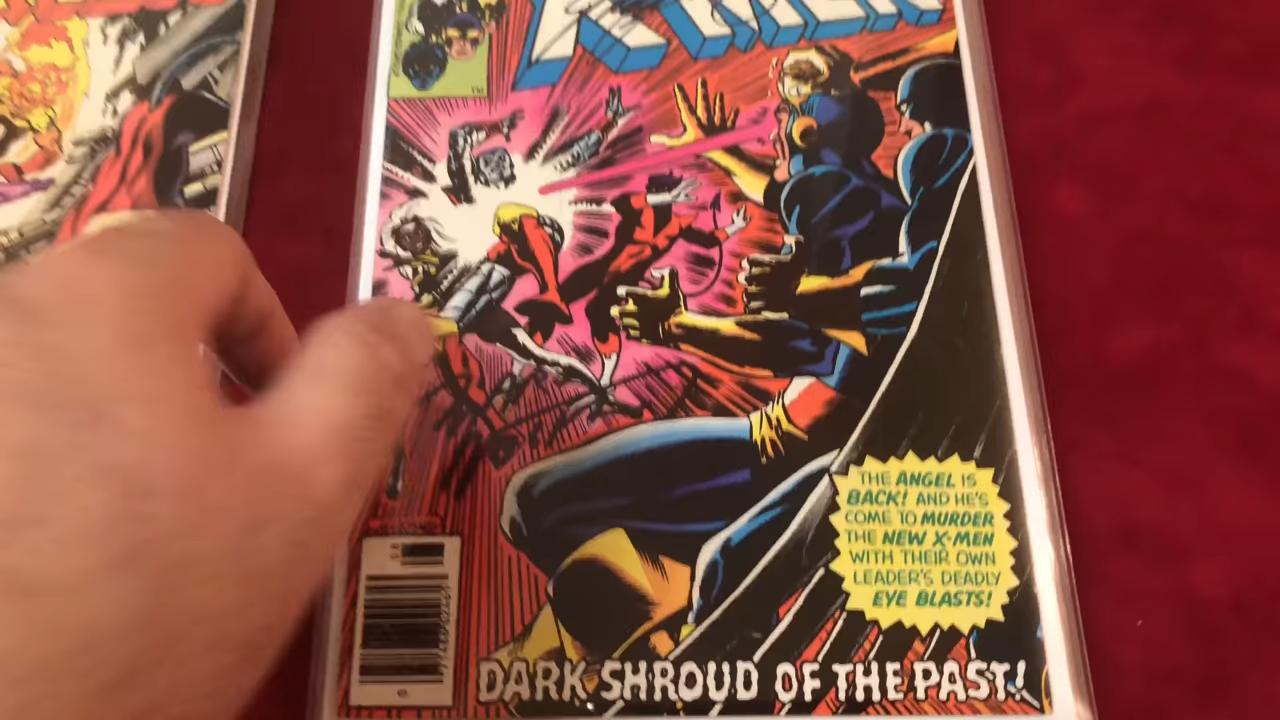 X-MEN
TM
THE ANGEL IS
BACK! AND HE'S
COME TO MURDER
THE NEW X-MEN
WITH THEIR OWN
LEADER'S DEADLY
EYE BLASTS!
DARK SHROUD OF THE PAST!